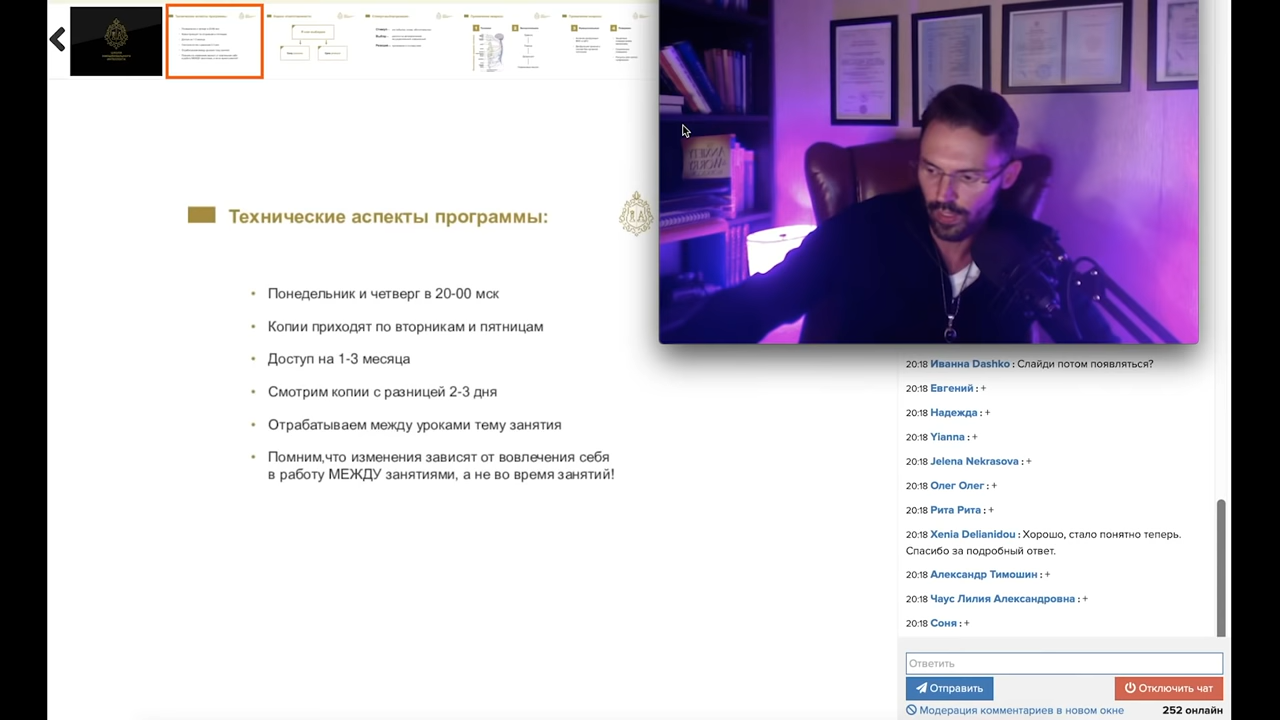 Технические аспекты программы:
Понедельник и четверг в 20-00 мск
Копии приходят по вторникам и пятницам
Доступ на 1-3 месяца
Смотрим копии с разницей 2-3 дня
Отрабатываем между уроками тему занятия
Помним,что изменения зависят от вовлечения себя
в работу МЕЖДУ занятиями, а не во время занятий!
20:18 Иванна Dashko : Слайди потом появляться?
20:18 Евгений : +
20:18 Надежда : +
20:18 Yianna : +
20:18 Jelena Nekrasova : +
20:18 Олег Олег : +
20:18 Рита Рита : +
20:18 Xenia Delianidou : Хорошо, стало понятно теперь.
Спасибо за подробный ответ.
20:18 Александр Тимошин : +
20:18 Чаус Лилия Александровна : +
20:18 Соня : +
Ответить
Отправить
Отключить чат
Модерация комментариев в новом окне
252 онлайн